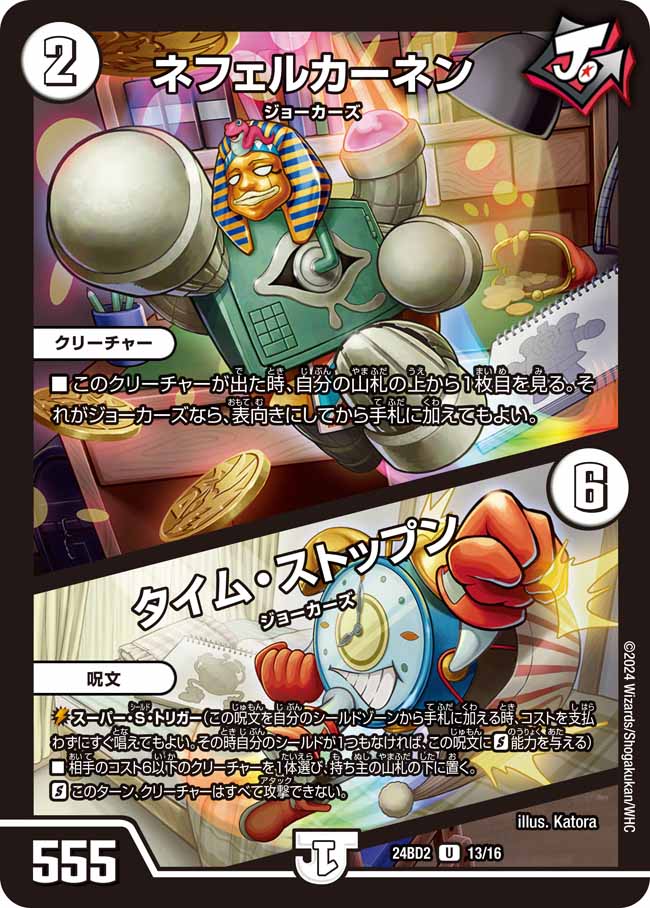 2
ネフェルカーネン
ジョーカーズ
J
クリーチャー
■このクリーチャーが出た時、自分の山札の上から1枚目を見る。そ
れがジョーカーズなら、表向きにしてから手札に加えてもよい。
6
タイム・ストップン
ジョーカーズ
呪文
スーパー・S・トリガー(この呪文を自分のシールドゾーンから手札に加える時、コストを支払
わずにすぐ唱えてもよい。その時自分のシールドが1つもなければ、この呪文にS能力を与える)
■相手のコスト6以下のクリーチャーを1体選び、持ち主の山札の下に置く。
S このターン、クリーチャーはすべて攻撃できない。
©2024 Wizards/Shogakukan/WHC
illus. Katora
555
24BD2 U 13/16